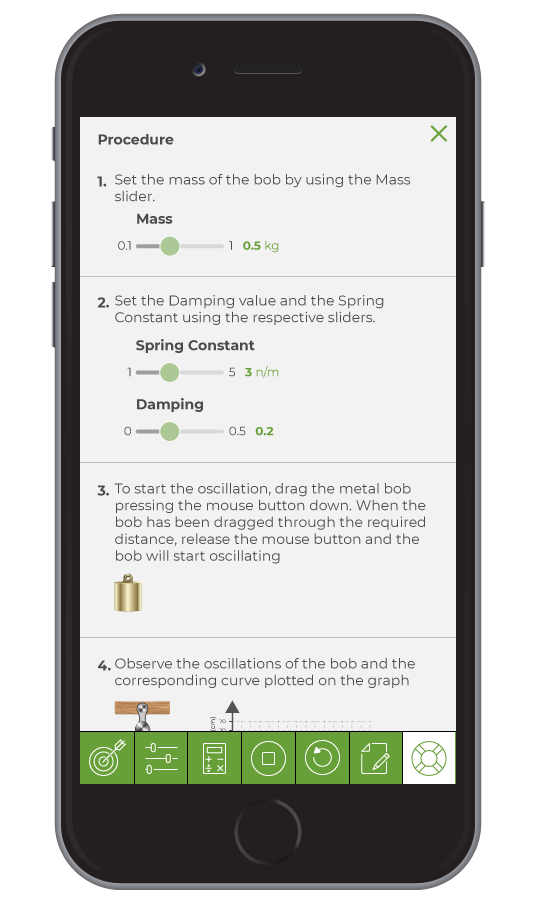 Procedure
1. Set the mass of the bob by using the Mass
slider.
Mass
0.1 1 0.5 kg
2. Set the Damping value and the Spring
Constant using the respective sliders.
Spring Constant
1 5 3 n/m
Damping
0 0.5 0.2
3. To start the oscillation, drag the metal bob
pressing the mouse button down. When the
bob has been dragged through the required
distance, release the mouse button and the
bob will start oscillating
4. Observe the oscillations of the bob and the
corresponding curve plotted on the graph
(cm)